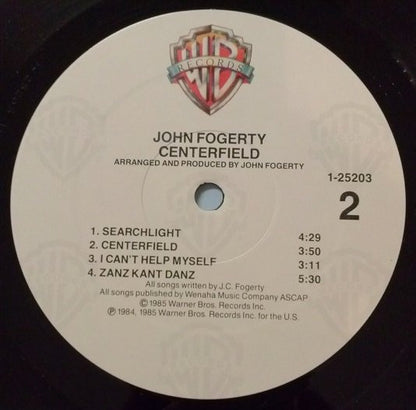 WB
RECORDS
JOHN FOGERTY
CENTERFIELD
ARRANGED AND PRODUCED BY JOHN FOGERTY
1-25203
2
1. SEARCHLIGHT 4:29
2. CENTERFIELD 3:50
3. I CAN'T HELP MYSELF 3:11
4. ZANZ KANT DANZ 5:30
All songs written by J.C. Fogerty
All songs published by Wenaha Music Company ASCAP
©1985 Warner Bros. Records Inc.
℗ 1984, 1985 Warner Bros. Records Inc. for the U.S.